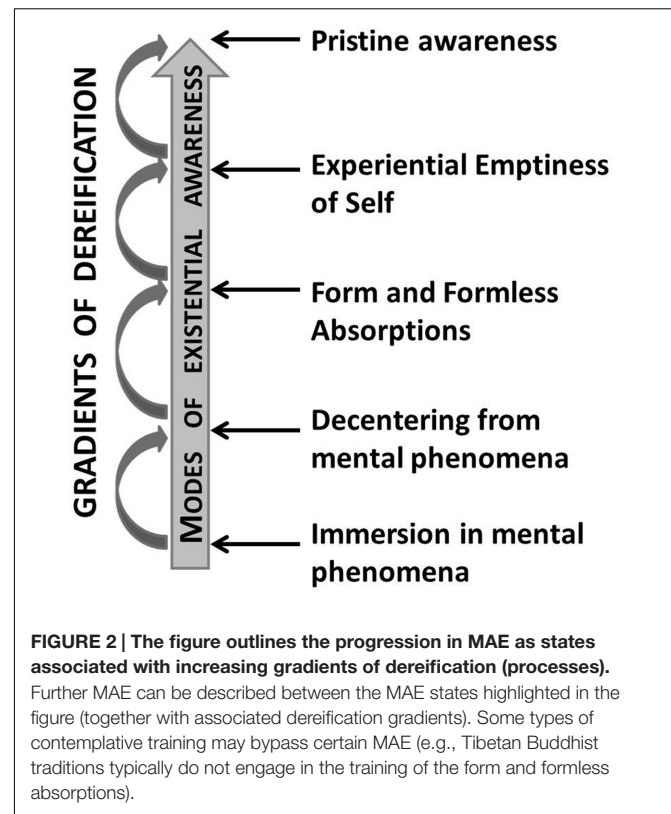 GRADIENTS OF DEREIFICATION
MODES OF EXISTENTIAL AWARENESS
Pristine awareness
Experiential Emptiness
of Self
Form and Formless
Absorptions
Decentering from
mental phenomena
Immersion in mental
phenomena
FIGURE 2 | The figure outlines the progression in MAE as states
associated with increasing gradients of dereification (processes).
Further MAE can be described between the MAE states highlighted in the
figure (together with associated dereification gradients). Some types of
contemplative training may bypass certain MAE (e.g., Tibetan Buddhist
traditions typically do not engage in the training of the form and formless
absorptions).